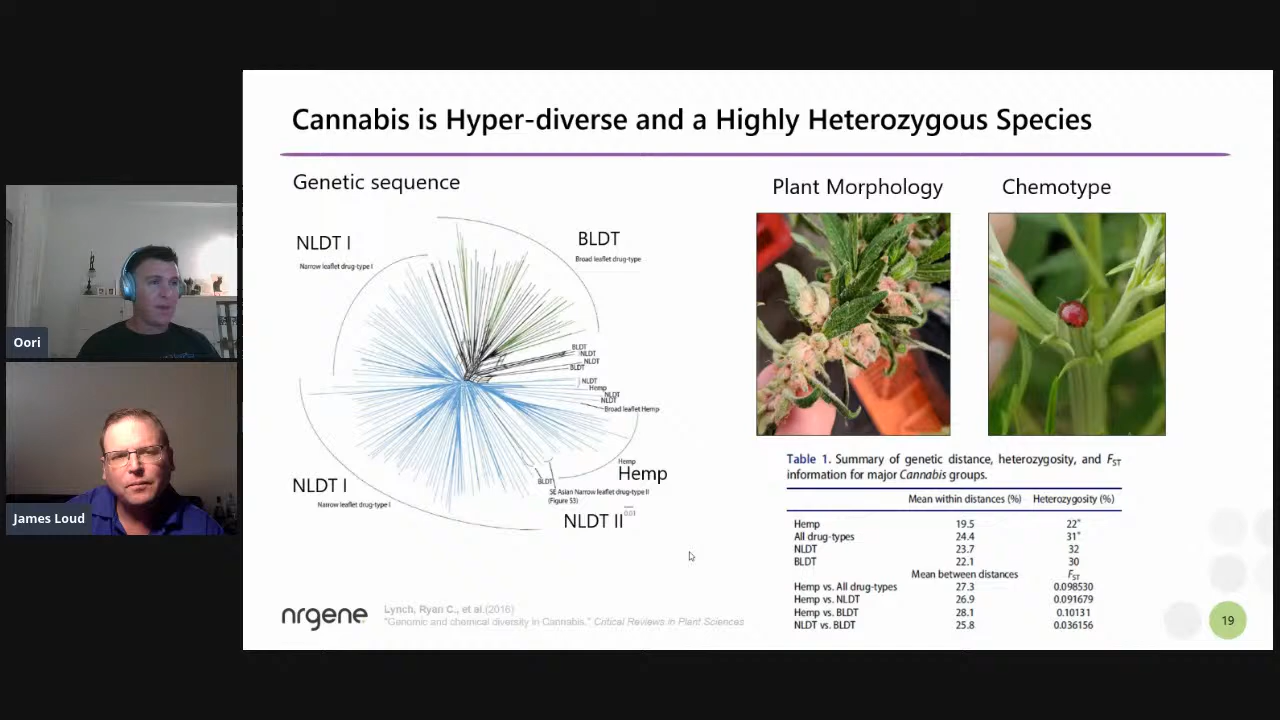 Cannabis is Hyper-diverse and a Highly Heterozygous Species
Genetic sequence
NLDT I
Narrow leaflet drug-type I
BLDT
Broad leaflet drug-type
BLDT
NLDT
NLDT
BLDT
NLDT
Hemp
NLDT
NLDT
Broad leaflet Hemp
Hemp
Hemp
BLDT
SE Asian Narrow leaflet drug-type II
(Figure S3)
NLDT I
Narrow leaflet drug-type I
NLDT II
0.01
Plant Morphology
Chemotype
Table 1. Summary of genetic distance, heterozygosity, and FST
information for major Cannabis groups.
Mean within distances (%) Heterozygosity (%)
Hemp 19.5 22*
All drug-types 24.4 31*
NLDT 23.7 32
BLDT 22.1 30
Mean between distances FST
Hemp vs. All drug-types 27.3 0.098530
Hemp vs. NLDT 26.9 0.091679
Hemp vs. BLDT 28.1 0.10131
NLDT vs. BLDT 25.8 0.036156
nrgene
Lynch, Ryan C., et al.(2016)
"Genomic and chemical diversity in Cannabis." Critical Reviews in Plant Sciences
19
Oori
James Loud